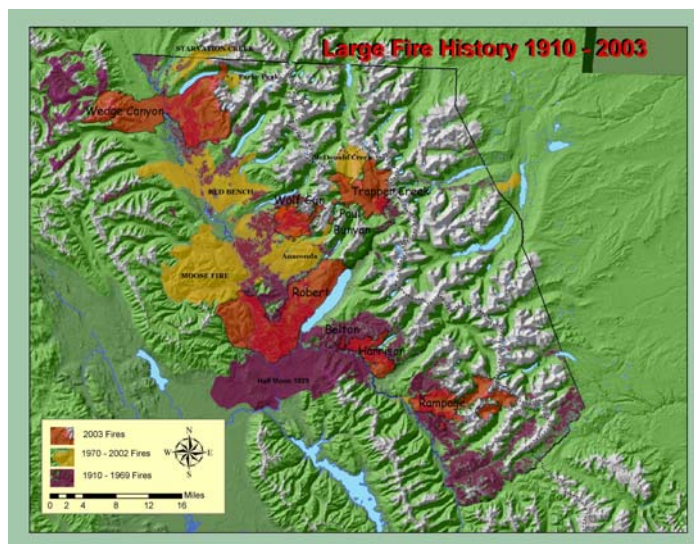 Large Fire History 1910 - 2003
STARVATION CREEK
Wedge Canyon
McDonald Creek
RED BENCH
Trapper Creek
Wolf Gun
Paul
Bunyan
Anaconda
MOOSE FIRE
Robert
Belton
Harrison
Half Moon 1929
Rampage
2003 Fires
1970 - 2002 Fires
1910 - 1969 Fires
N
W
E
S
Miles
0 2 4 8 12 16